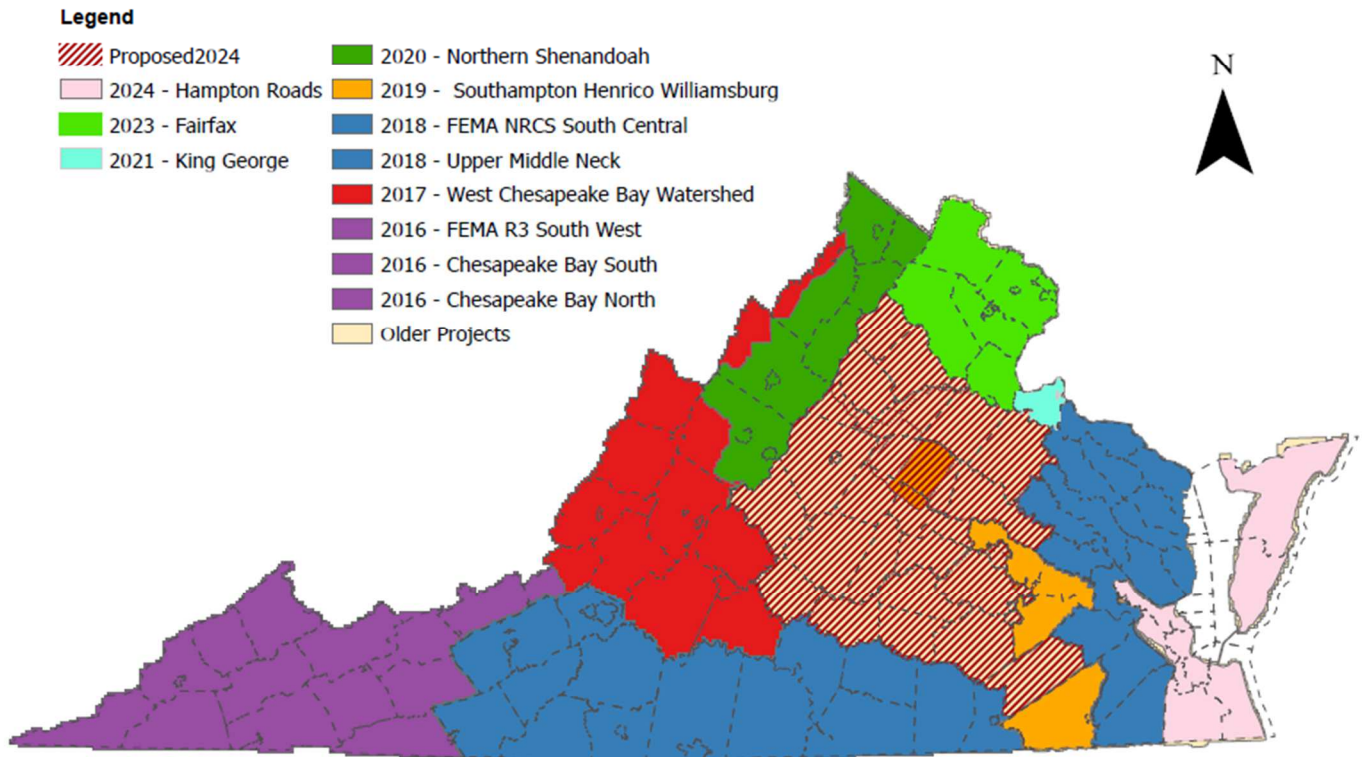 Legend
Proposed2024
2024 - Hampton Roads
2023 - Fairfax
2021 - King George
2020 - Northern Shenandoah
2019 - Southampton Henrico Williamsburg
2018 - FEMA NRCS South Central
2018 - Upper Middle Neck
2017 - West Chesapeake Bay Watershed
2016 - FEMA R3 South West
2016 - Chesapeake Bay South
2016 - Chesapeake Bay North
Older Projects
N